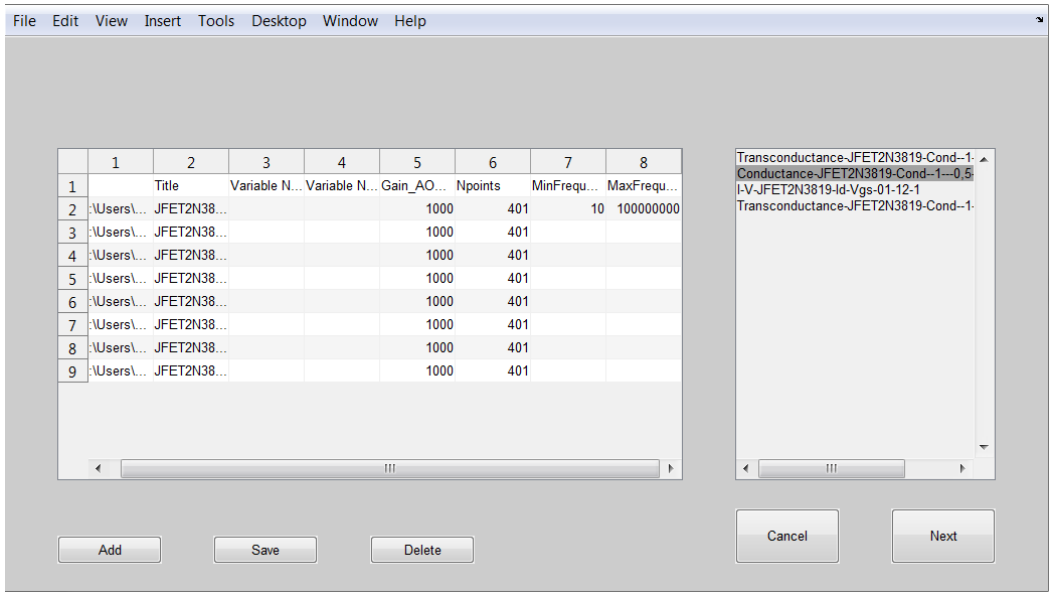 File Edit View Insert Tools Desktop Window Help
1 2 3 4 5 6 7 8
1 Title Variable N... Variable N... Gain_AO... Npoints MinFrequ... MaxFrequ...
2 :\Users\... JFET2N38... 1000 401 10 100000000
3 :\Users\... JFET2N38... 1000 401
4 :\Users\... JFET2N38... 1000 401
5 :\Users\... JFET2N38... 1000 401
6 :\Users\... JFET2N38... 1000 401
7 :\Users\... JFET2N38... 1000 401
8 :\Users\... JFET2N38... 1000 401
9 :\Users\... JFET2N38... 1000 401
Transconductance-JFET2N3819-Cond--1-
Conductance-JFET2N3819-Cond--1---0,5-
I-V-JFET2N3819-Id-Vgs-01-12-1
Transconductance-JFET2N3819-Cond--1-
Add Save Delete Cancel Next